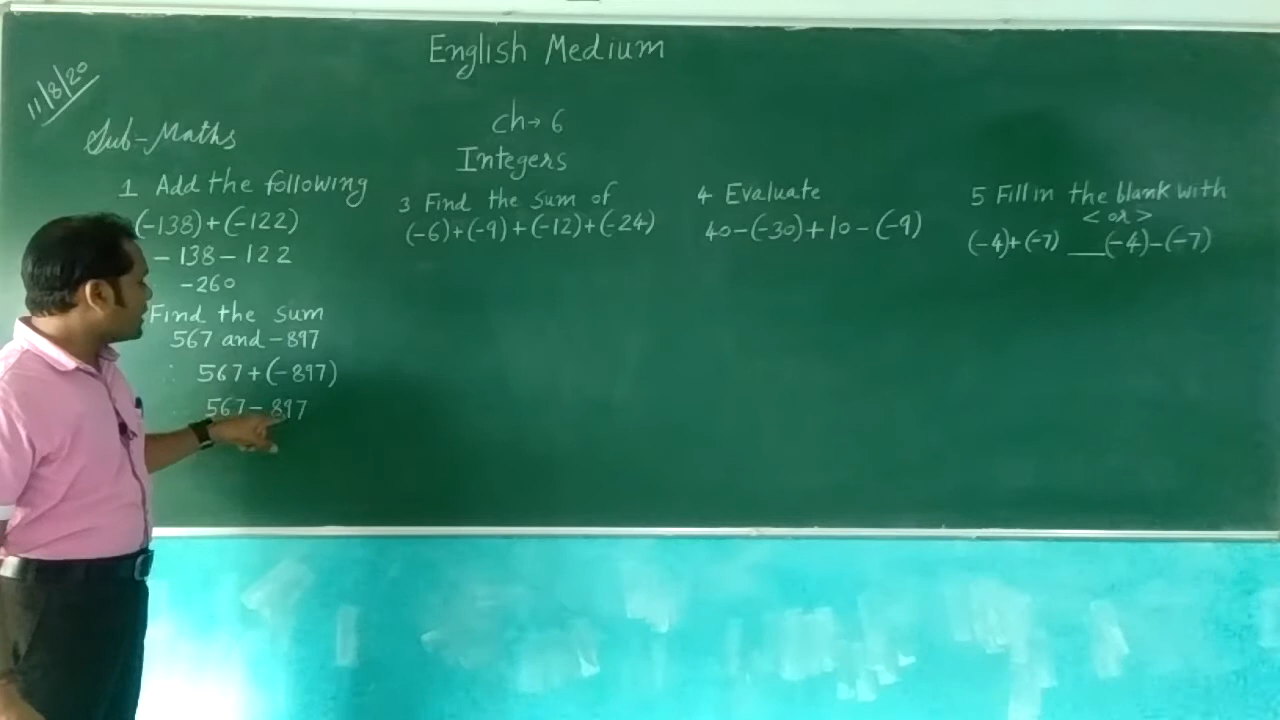 English Medium
11/8/20
Sub-Maths
ch→6
Integers
1 Add the following
(-138)+(-122)
-138-122
-260
Find the sum
567 and -897
∴ 567+(-897)
567-897
3 Find the sum of
(-6)+(-9)+(-12)+(-24)
4 Evaluate
40-(-30)+10-(-9)
5 Fill in the blank with
< or >
(-4)+(-7) __ (-4)-(-7)